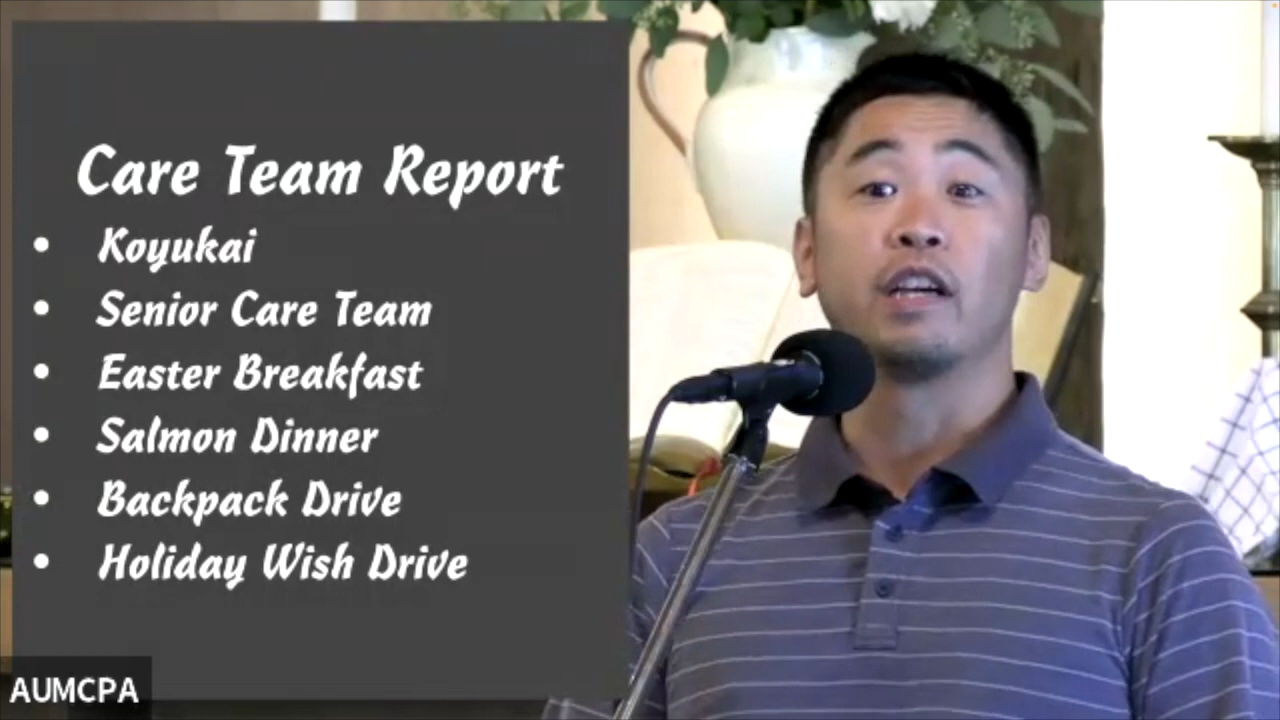 Care Team Report
• Koyukai
• Senior Care Team
• Easter Breakfast
• Salmon Dinner
• Backpack Drive
• Holiday Wish Drive
AUMCPA